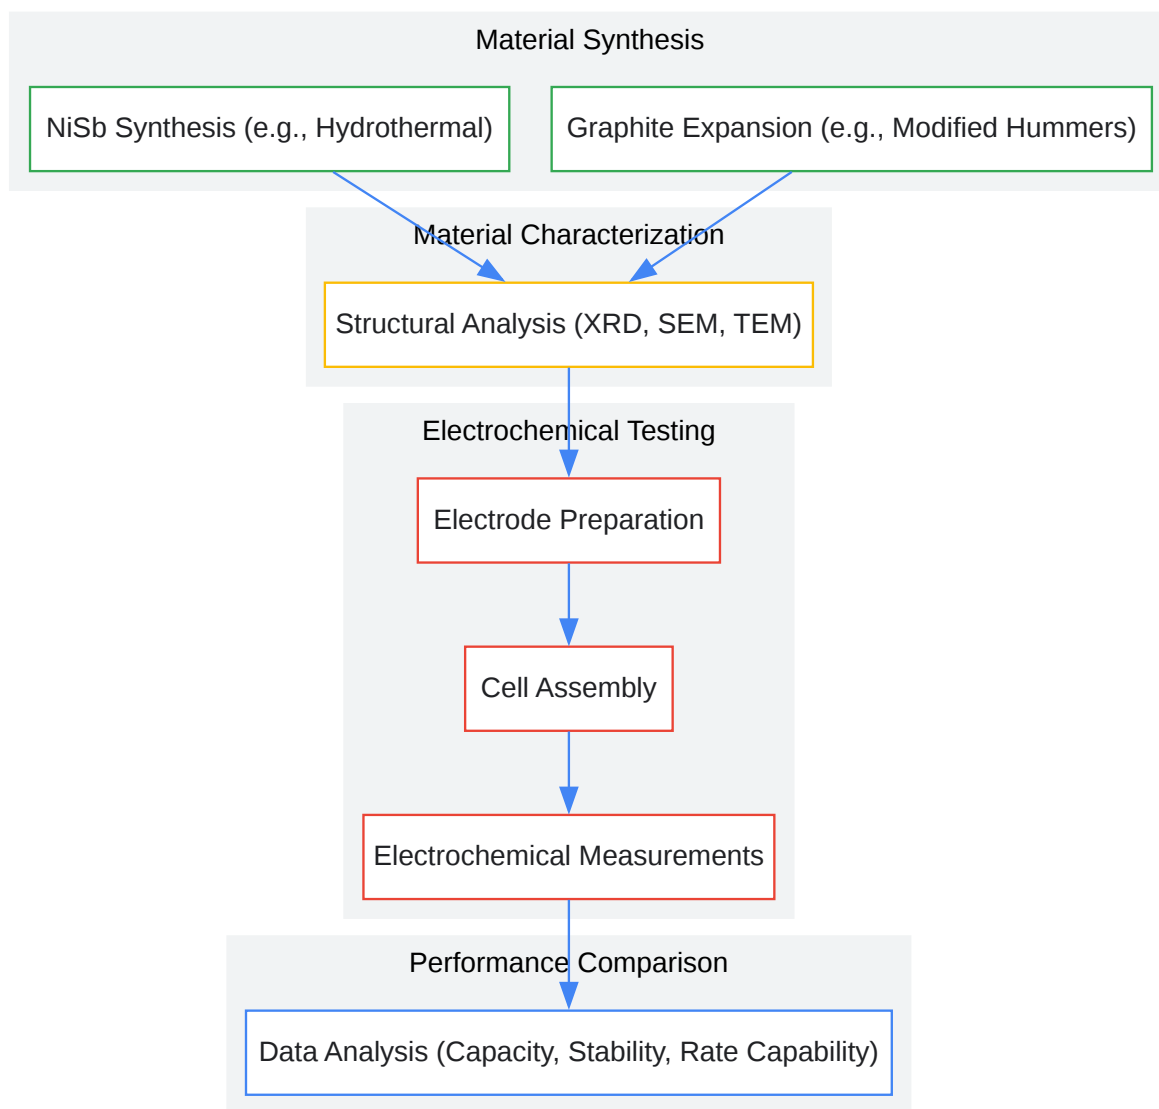 Material Synthesis
NiSb Synthesis (e.g., Hydrothermal)
Graphite Expansion (e.g., Modified Hummers)
Material Characterization
Structural Analysis (XRD, SEM, TEM)
Electrochemical Testing
Electrode Preparation
Cell Assembly
Electrochemical Measurements
Performance Comparison
Data Analysis (Capacity, Stability, Rate Capability)